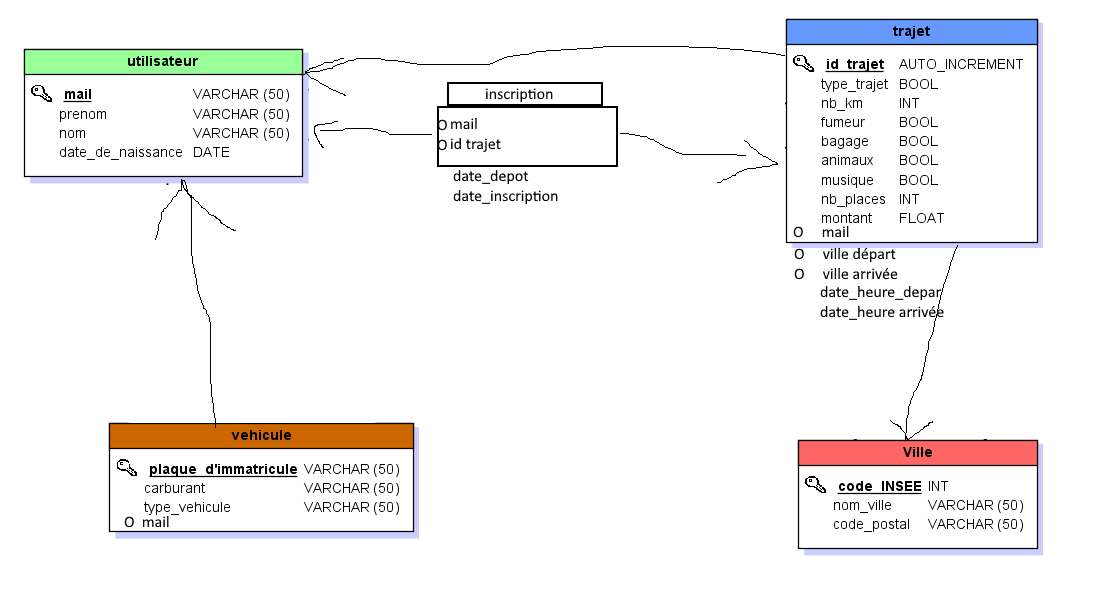 utilisateur
mail VARCHAR (50)
prenom VARCHAR (50)
nom VARCHAR (50)
date_de_naissance DATE
inscription
O mail
O id trajet
date_depot
date_inscription
trajet
id_trajet AUTO_INCREMENT
type_trajet BOOL
nb_km INT
fumeur BOOL
bagage BOOL
animaux BOOL
musique BOOL
nb_places INT
montant FLOAT
O mail
O ville départ
O ville arrivée
date_heure_depar
date_heure arrivée
vehicule
plaque_d'immatricule VARCHAR (50)
carburant VARCHAR (50)
type_vehicule VARCHAR (50)
O mail
Ville
code_INSEE INT
nom_ville VARCHAR (50)
code_postal VARCHAR (50)